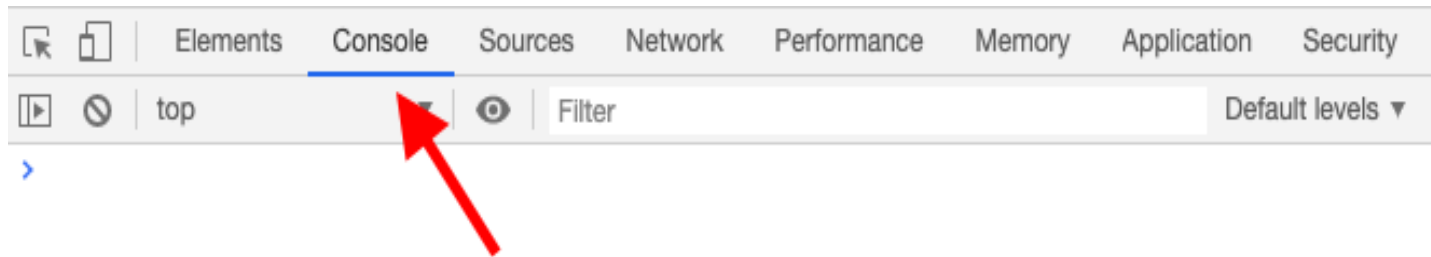 Elements Console Sources Network Performance Memory Application Security
top Filter Default levels